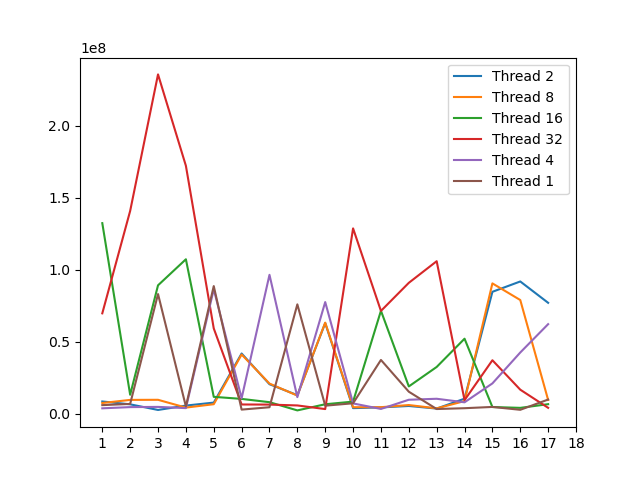 1e8
2.0
1.5
1.0
0.5
0.0
1 2 3 4 5 6 7 8 9 10 11 12 13 14 15 16 17 18
Thread 2
Thread 8
Thread 16
Thread 32
Thread 4
Thread 1